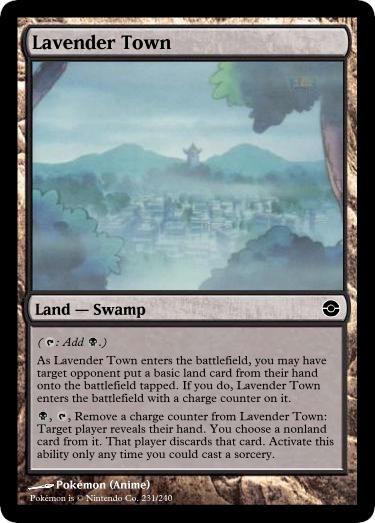 Lavender Town
Land — Swamp
(T: Add B.)
As Lavender Town enters the battlefield, you may have
target opponent put a basic land card from their hand
onto the battlefield tapped. If you do, Lavender Town
enters the battlefield with a charge counter on it.
B, T, Remove a charge counter from Lavender Town:
Target player reveals their hand. You choose a nonland
card from it. That player discards that card. Activate this
ability only any time you could cast a sorcery.
Pokémon (Anime)
Pokémon is © Nintendo Co. 231/240